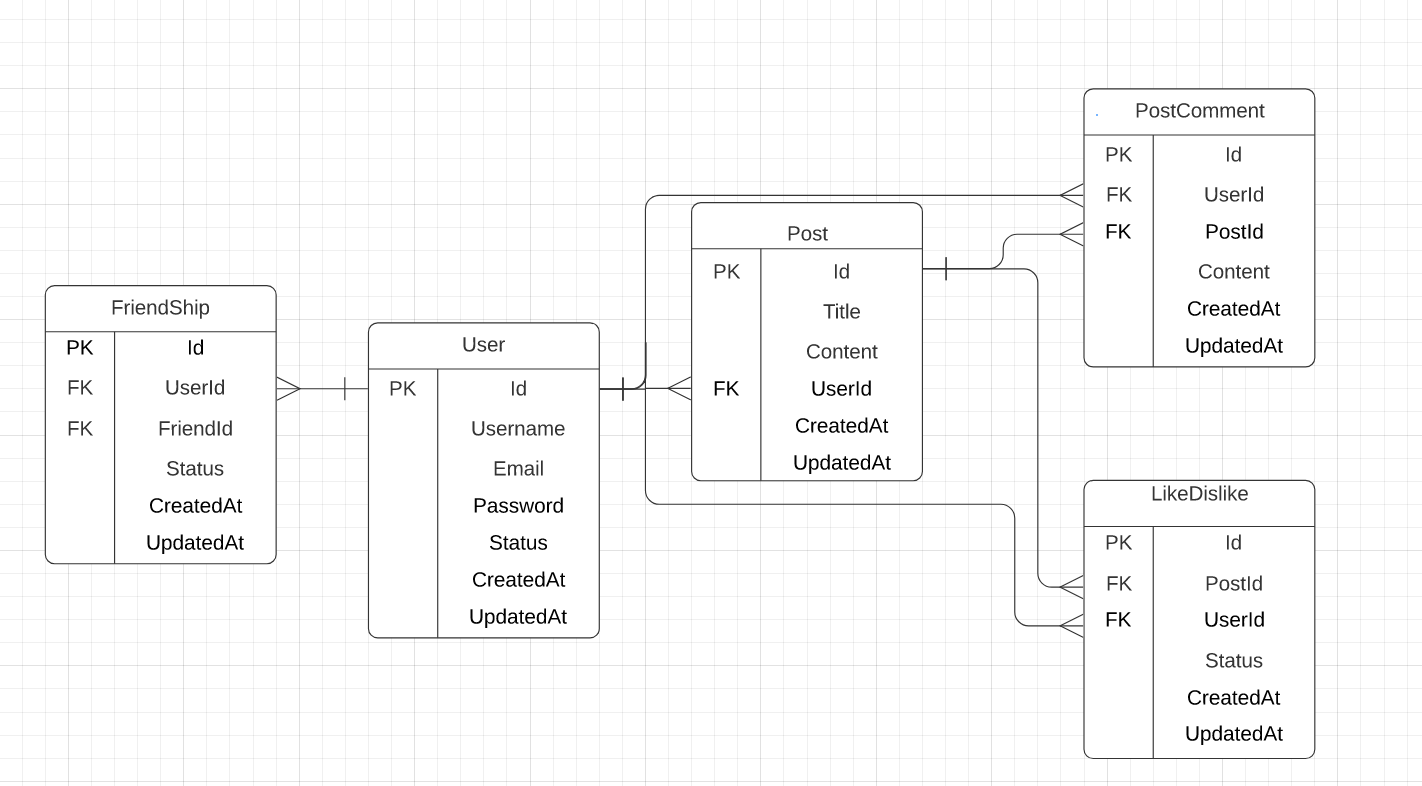 FriendShip
PK Id
FK UserId
FK FriendId
Status
CreatedAt
UpdatedAt
User
PK Id
Username
Email
Password
Status
CreatedAt
UpdatedAt
Post
PK Id
Title
Content
FK UserId
CreatedAt
UpdatedAt
PostComment
PK Id
FK UserId
FK PostId
Content
CreatedAt
UpdatedAt
LikeDislike
PK Id
FK PostId
FK UserId
Status
CreatedAt
UpdatedAt